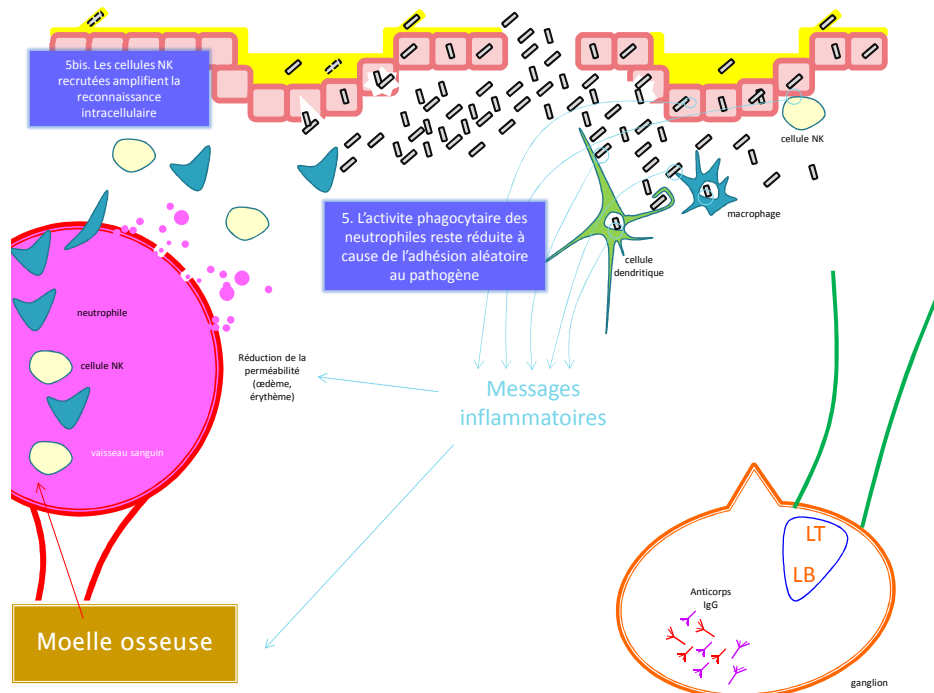 5bis. Les cellules NK
recrutées amplifient la
reconnaissance
intracellulaire
cellule NK
macrophage
5. L'activite phagocytaire des
neutrophiles reste réduite à
cause de l'adhésion aléatoire
au pathogène
cellule
dendritique
neutrophile
cellule NK
Réduction de la
perméabilité
(œdème,
érythème)
Messages
inflammatoires
vaisseau sanguin
LT
LB
Anticorps
IgG
Moelle osseuse
ganglion